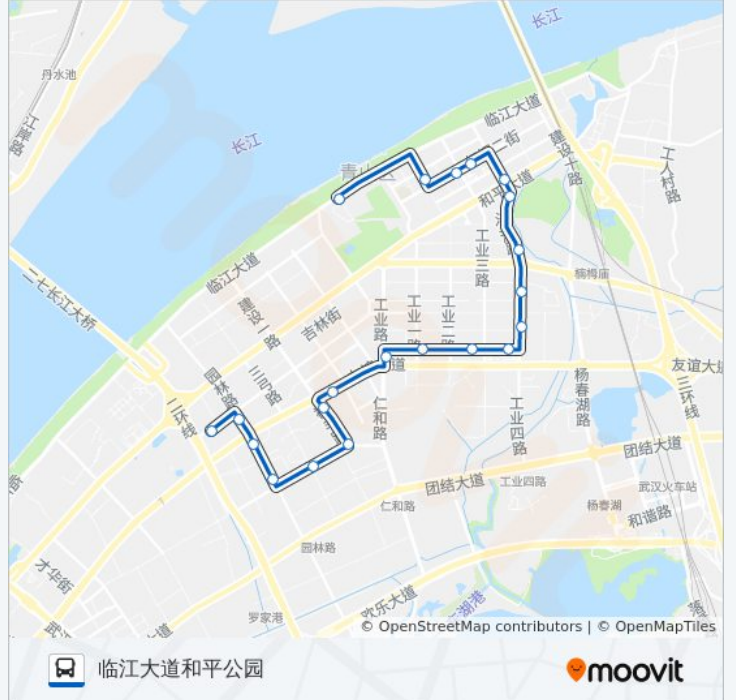 长江
丹水池
临江大道
建设十路
江岸路
长江
二街
工人村路
和平大道
工业三路
临江大道
楠栂庙
二七长江大桥
建设一路
吉林街
工业路
工业一路
工业二路
友谊大道
园林路
三弓路
杨春湖路
三环线
二环线
仁和路
工业四路
团结大道
团结大道
工业四路
武汉火车站
仁和路
杨春湖
和谐路
园林路
才华街
欢乐大道
罗家港
© OpenStreetMap contributors | © OpenMapTiles
临江大道和平公园
moovit